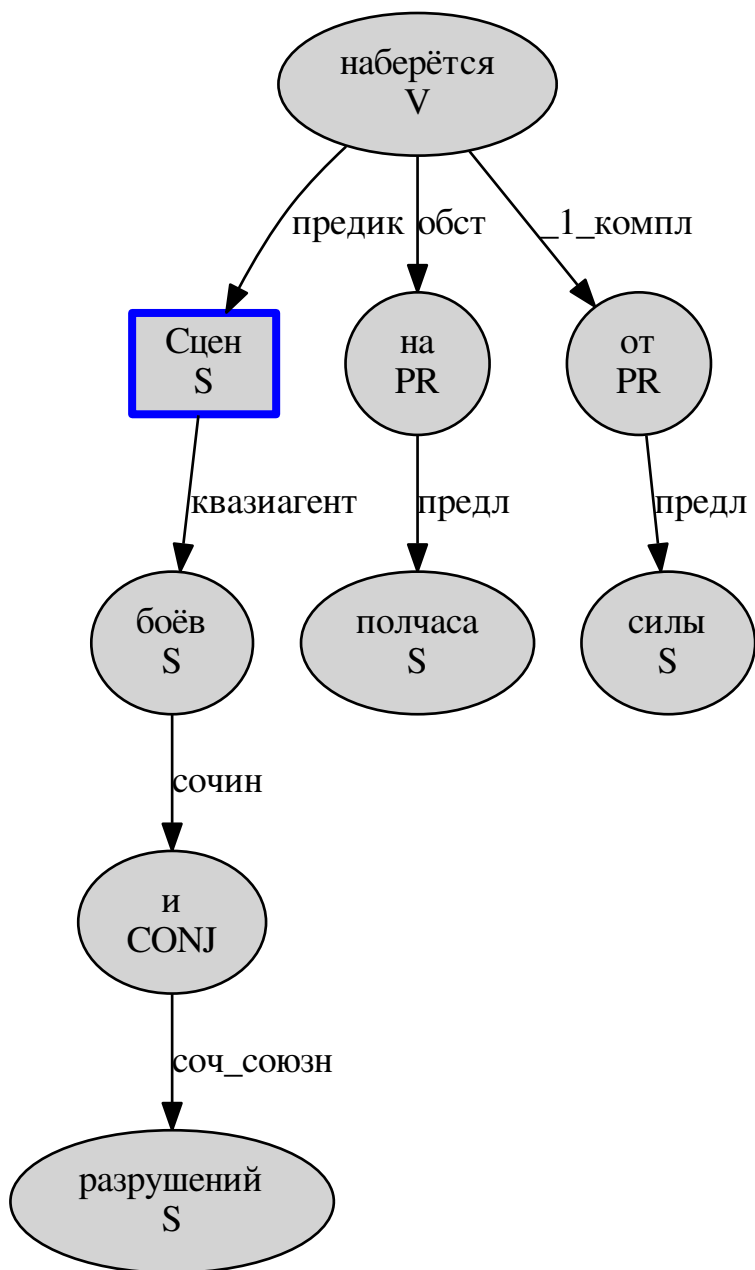 наберётся
V
предик обст _1_компл
Сцен
S
на
PR
от
PR
квазиагент предл предл
боёв
S
полчаса
S
силы
S
сочин
и
CONJ
соч_союзн
разрушений
S